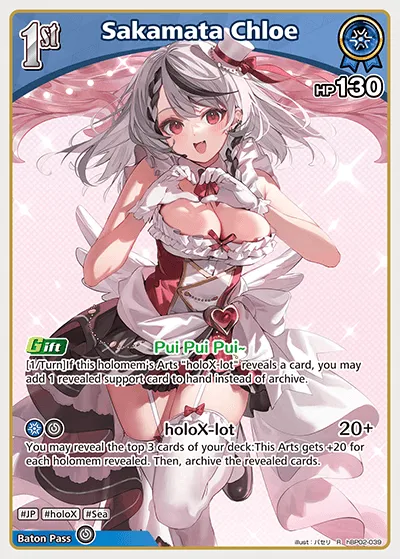 1st
Sakamata Chloe
HP130
Gift Pui Pui Pui~
[1/Turn]If this holomem's Arts "holoX-lot" reveals a card, you may
add 1 revealed support card to hand instead of archive.
holoX-lot 20+
You may reveal the top 3 cards of your deck:This Arts gets +20 for
each holomem revealed. Then, archive the revealed cards.
#JP #holoX #Sea
Baton Pass
illust : パセリ R hBP02-039